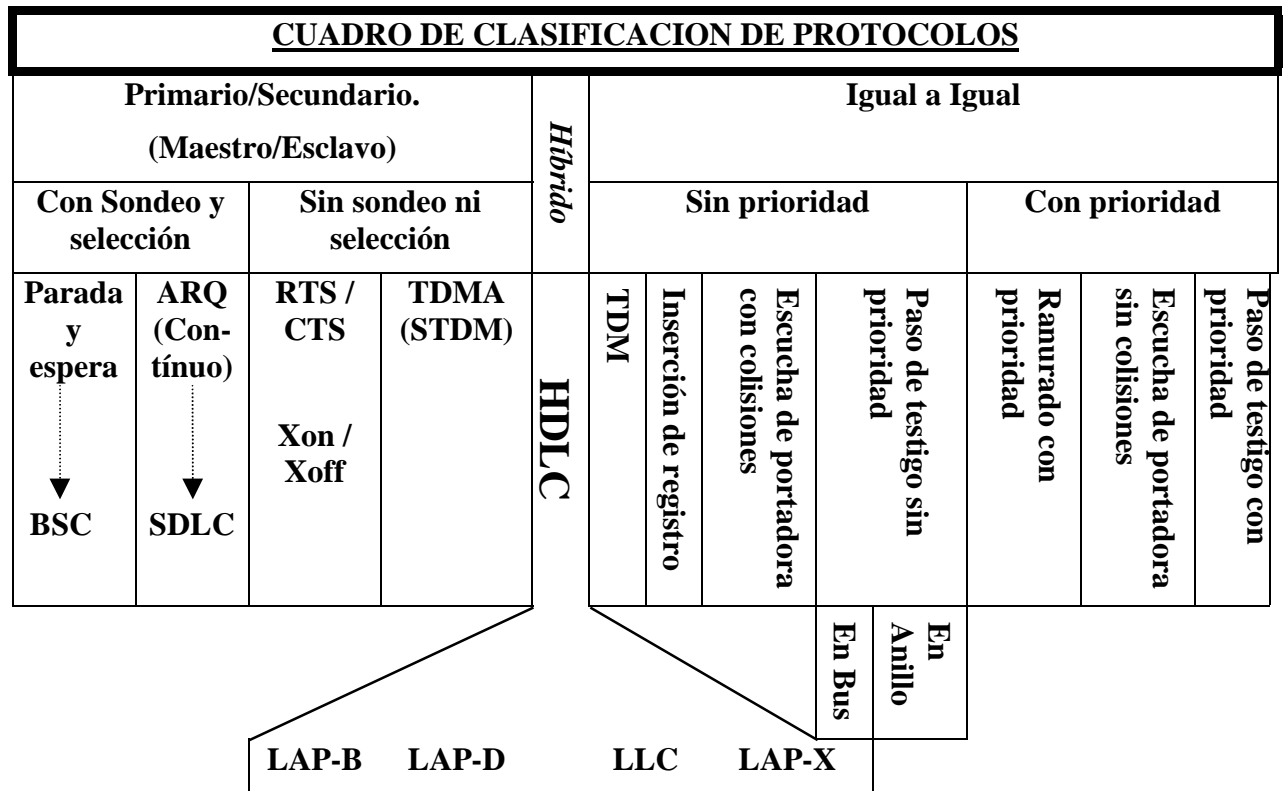 CUADRO DE CLASIFICACION DE PROTOCOLOS
Primario/Secundario.
(Maestro/Esclavo)
Híbrido
Igual a Igual
Con Sondeo y
selección
Sin sondeo ni
selección
Sin prioridad
Con prioridad
Parada
y
espera
BSC
ARQ
(Con-
tínuo)
SDLC
RTS /
CTS
Xon /
Xoff
TDMA
(STDM)
HDLC
TDM
Inserción de registro
Escucha de portadora
con colisiones
Paso de testigo sin
prioridad
Ranurado con
prioridad
Escucha de portadora
sin colisiones
Paso de testigo con
prioridad
En Bus
En
Anillo
LAP-B LAP-D LLC LAP-X